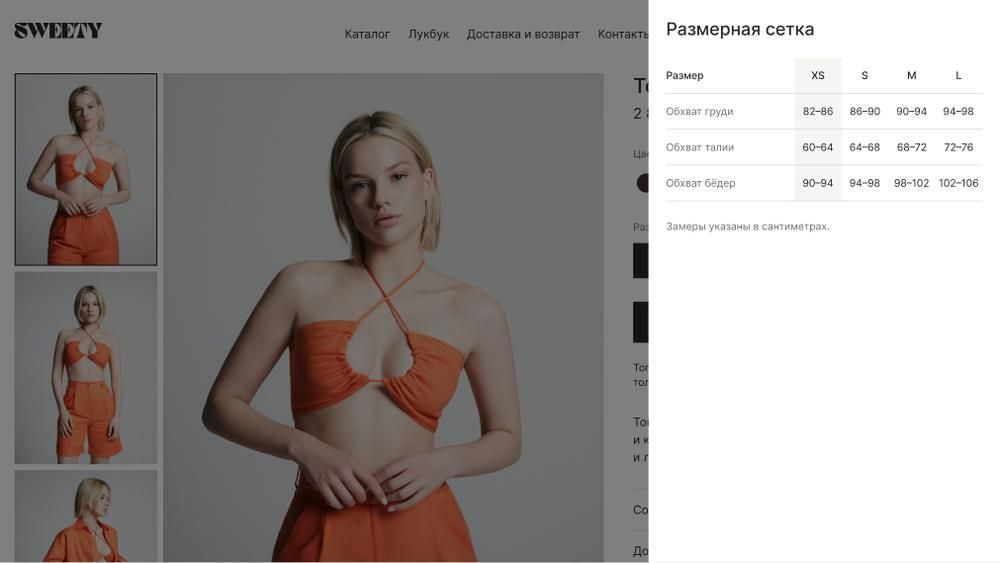 SWEETY
Каталог Лукбук Доставка и возврат Контакты
Размерная сетка
Размер XS S M L
Обхват груди 82–86 86–90 90–94 94–98
Обхват талии 60–64 64–68 68–72 72–76
Обхват бёдер 90–94 94–98 98–102 102–106
Замеры указаны в сантиметрах.